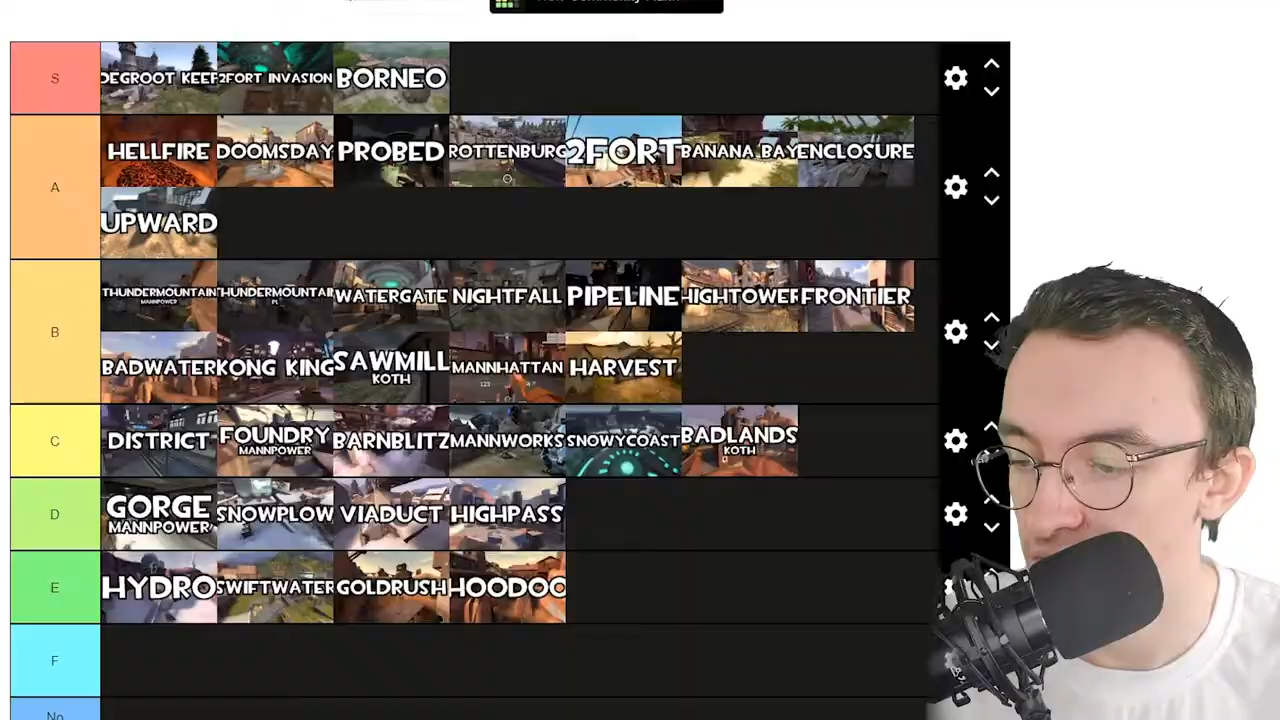 S
DEGROOT KEEP
2FORT INVASION
BORNEO
A
HELLFIRE
DOOMSDAY
PROBED
ROTTENBURG
2FORT
BANANA BAY
ENCLOSURE
UPWARD
B
THUNDERMOUNTAIN
MANNPOWER
THUNDERMOUNTAIN
PL
WATERGATE
NIGHTFALL
PIPELINE
HIGHTOWER
FRONTIER
BADWATER
KONG KING
SAWMILL
KOTH
MANNHATTAN
HARVEST
C
DISTRICT
FOUNDRY
MANNPOWER
BARNBLITZ
MANNWORKS
SNOWYCOAST
BADLANDS
KOTH
D
GORGE
MANNPOWER
SNOWPLOW
VIADUCT
HIGHPASS
E
HYDRO
SWIFTWATER
GOLDRUSH
HOODOO
F
No